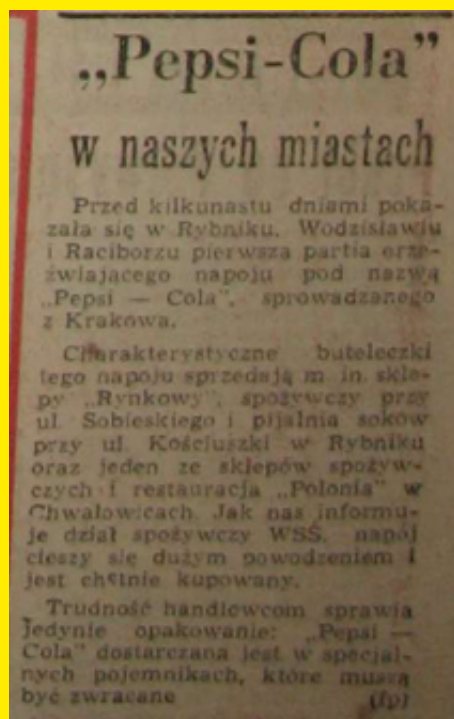 „Pepsi-Cola”
w naszych miastach
Przed kilkunastu dniami poka-
zała się w Rybniku, Wodzisławiu
i Raciborzu pierwsza partia orze-
źwiającego napoju pod nazwą
„Pepsi — Cola”, sprowadzanego
z Krakowa.
Charakterystyczne buteleczki
tego napoju sprzedają m. in. skle-
py „Rynkowy”, spożywczy przy
ul. Sobieskiego i pijalnia soków
przy ul. Kościuszki w Rybniku
oraz jeden ze sklepów spożyw-
czych i restauracja „Polonia” w
Chwałowicach. Jak nas informu-
je dział spożywczy WSS, napój
cieszy się dużym powodzeniem i
jest chętnie kupowany.
Trudność handlowcom sprawia
jedynie opakowanie: „Pepsi —
Cola” dostarczana jest w specjal-
nych pojemnikach, które muszą
być zwracane (fp)